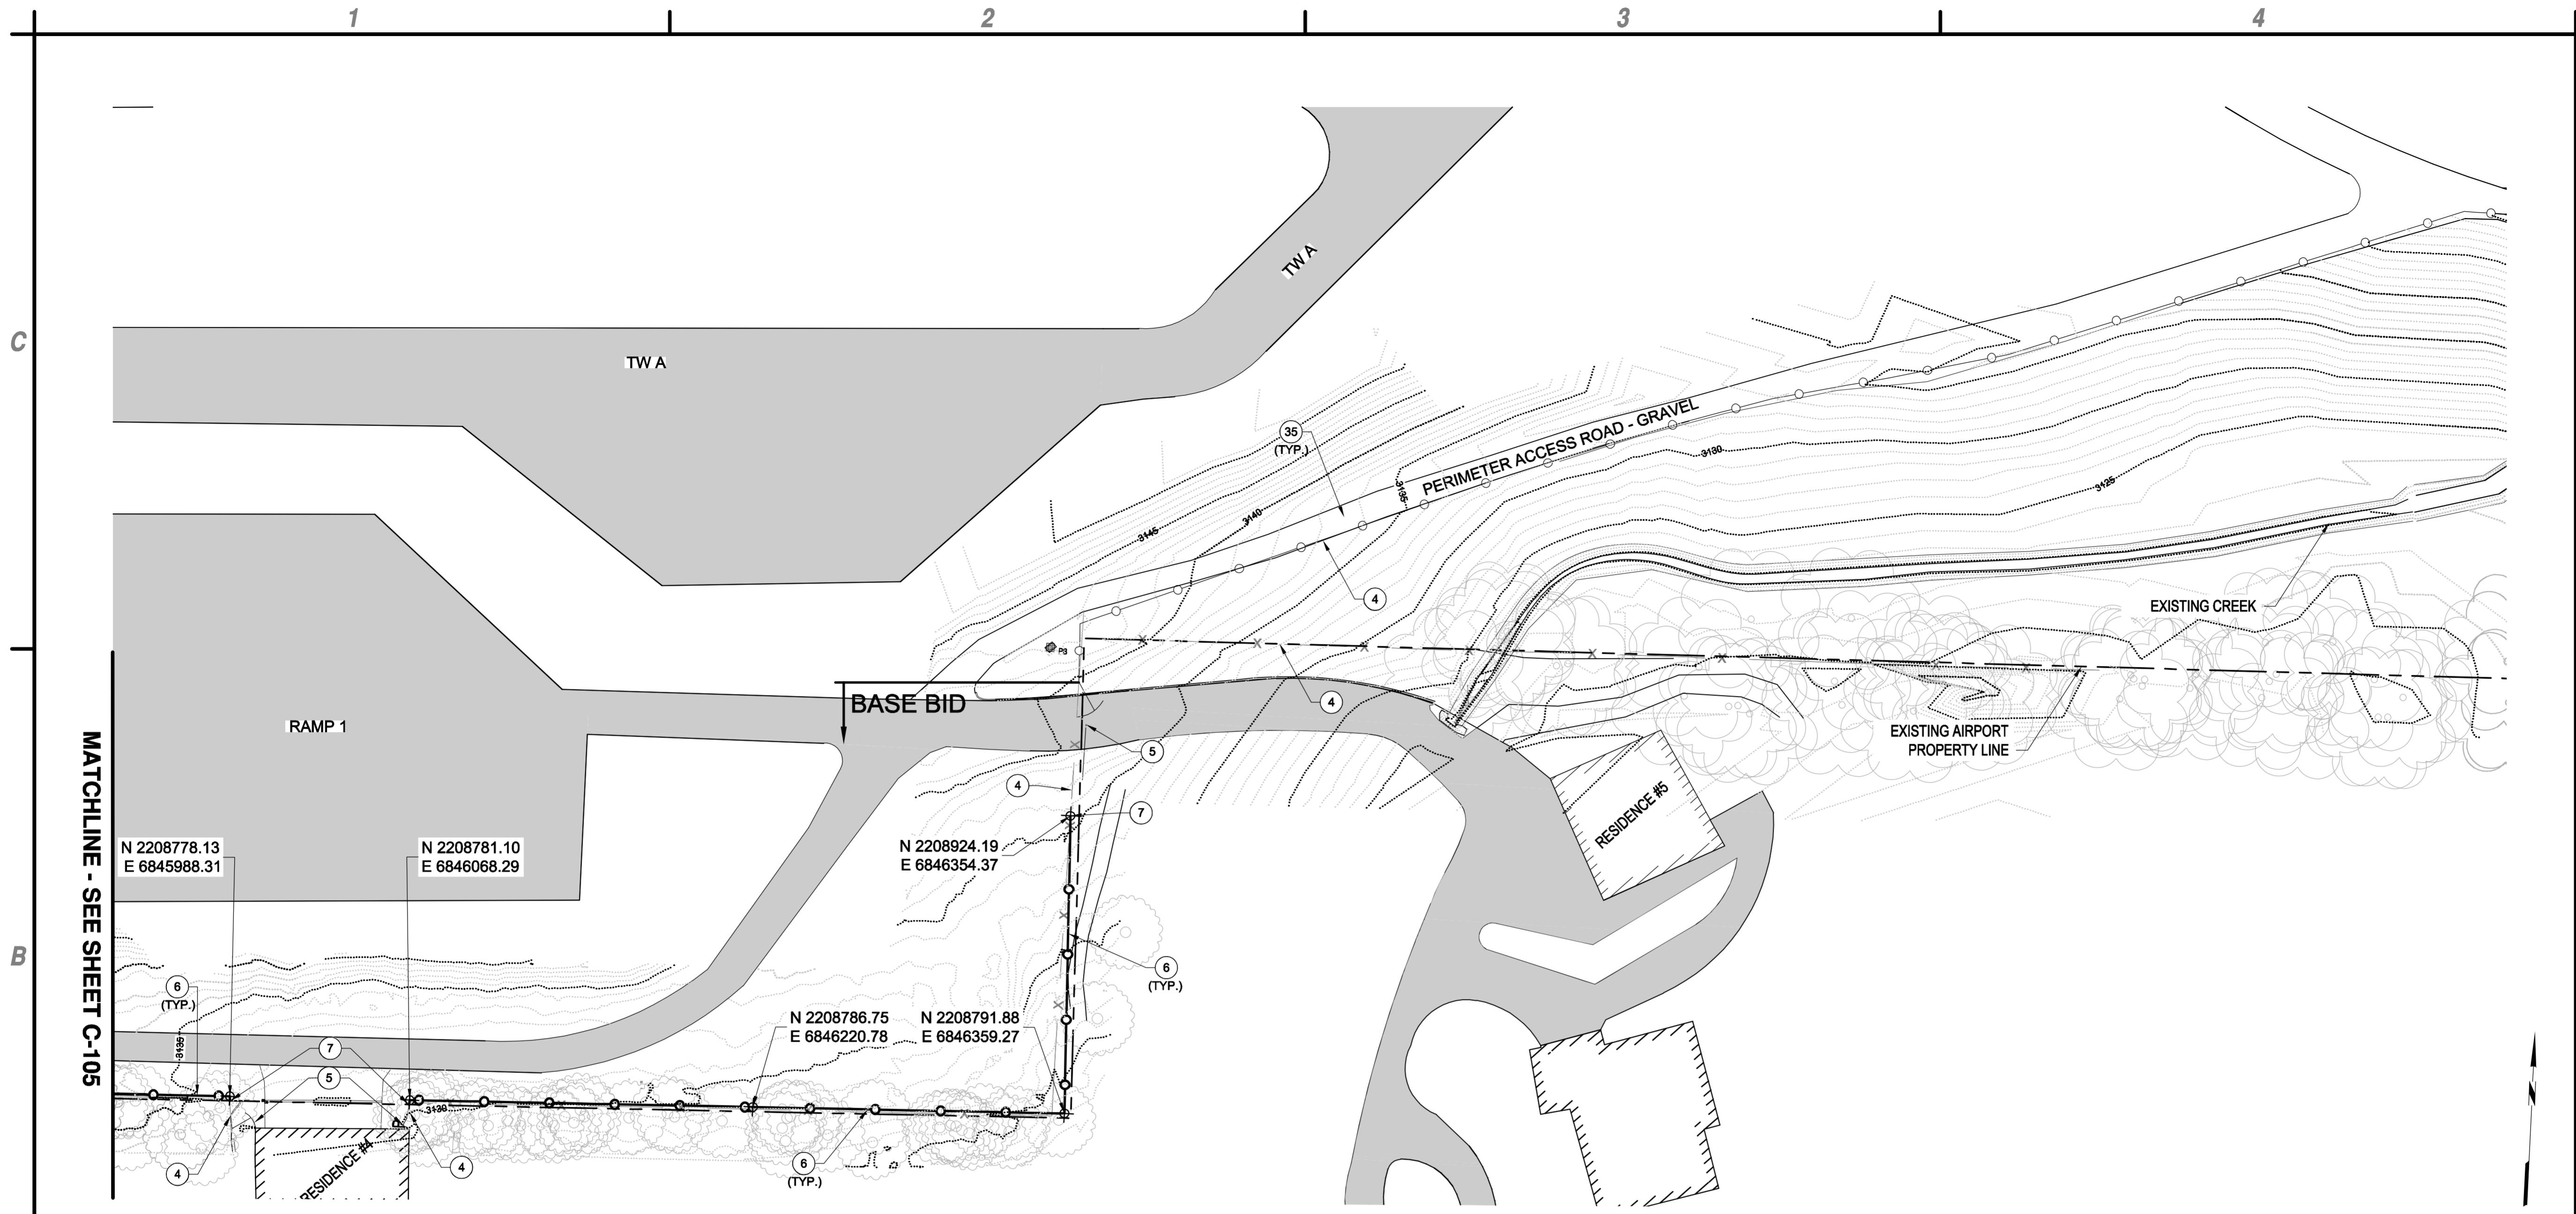 1
2
3
4
C
TW A
TW A
35
(TYP.)
PERIMETER ACCESS ROAD - GRAVEL
3130
3135
3125
3140
3145
4
EXISTING CREEK
P3
BASE BID
4
EXISTING AIRPORT
PROPERTY LINE
RAMP 1
5
4
7
RESIDENCE #5
MATCHLINE - SEE SHEET C-105
N 2208778.13
E 6845988.31
N 2208781.10
E 6846068.29
N 2208924.19
E 6846354.37
B
6
(TYP.)
6
(TYP.)
N 2208786.75
E 6846220.78
N 2208791.88
E 6846359.27
3135
7
5
3130
4
4
6
(TYP.)
RESIDENCE #4
N